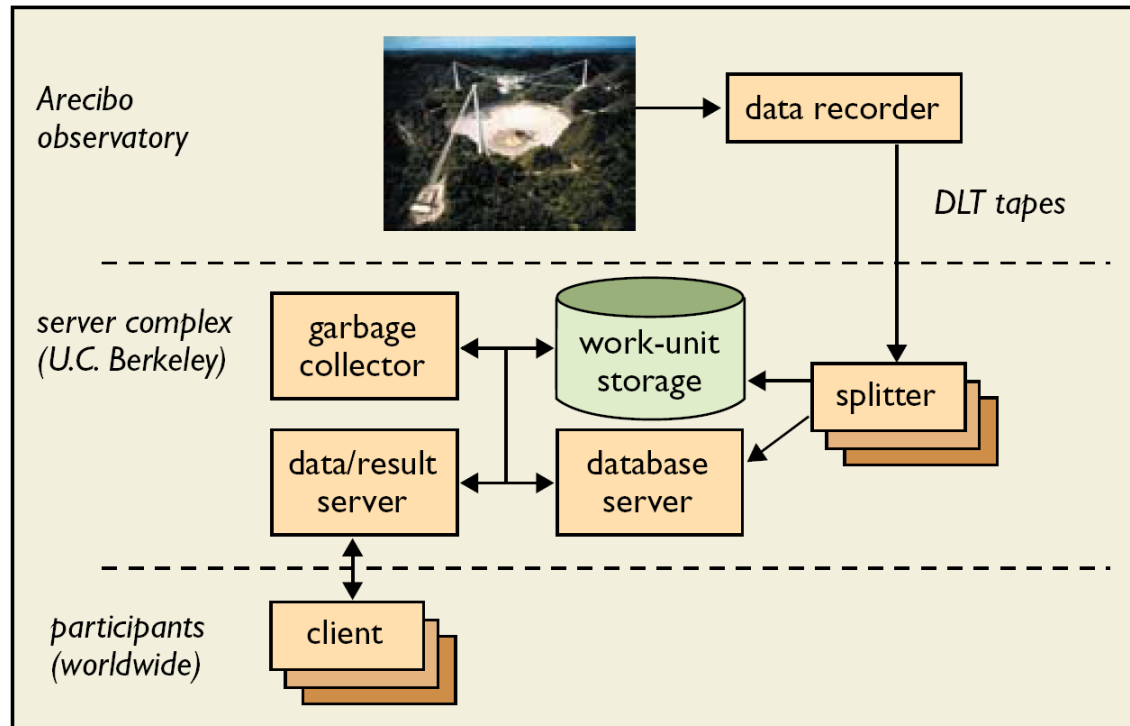 Arecibo
observatory
data recorder
DLT tapes
server complex
(U.C. Berkeley)
garbage
collector
work-unit
storage
splitter
data/result
server
database
server
participants
(worldwide)
client